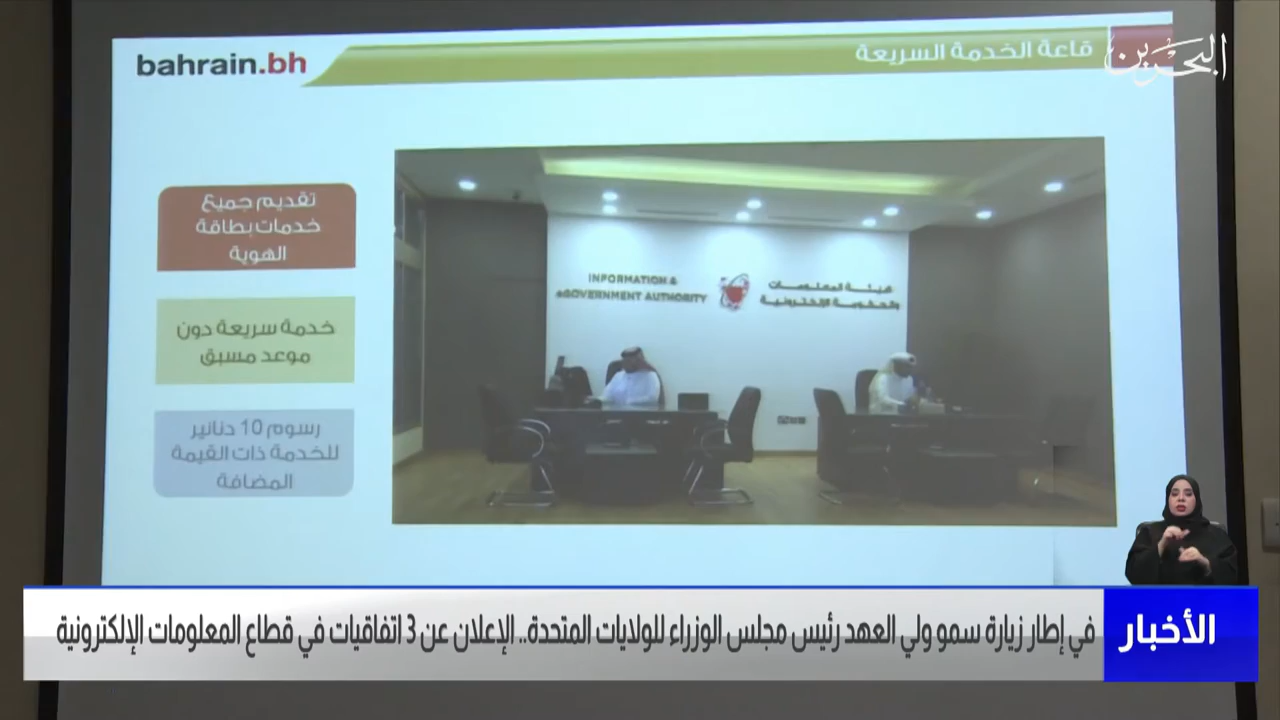 bahrain.bh
قاعة الخدمة السريعة
البحرين
تقديم جميع
خدمات بطاقة
الهوية
خدمة سريعة دون
موعد مسبق
رسوم 10 دنانير
للخدمة ذات القيمة
المضافة
INFORMATION &
eGOVERNMENT AUTHORITY
هيئة المعلومات
والحكومة الإلكترونية
الأخبار
في إطار زيارة سمو ولي العهد رئيس مجلس الوزراء للولايات المتحدة.. الإعلان عن 3 اتفاقيات في قطاع المعلومات الإلكترونية